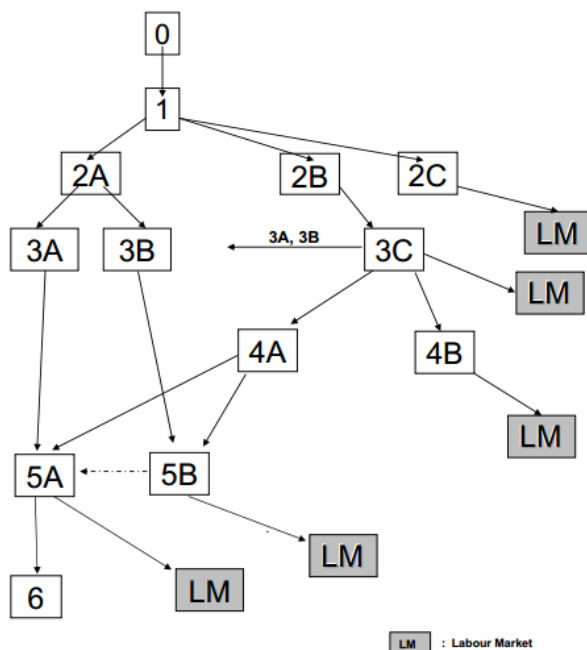 0
1
2A
2B
2C
LM
3A
3B
3A, 3B
3C
LM
4A
4B
LM
5A
5B
LM
6
LM
LM : Labour Market